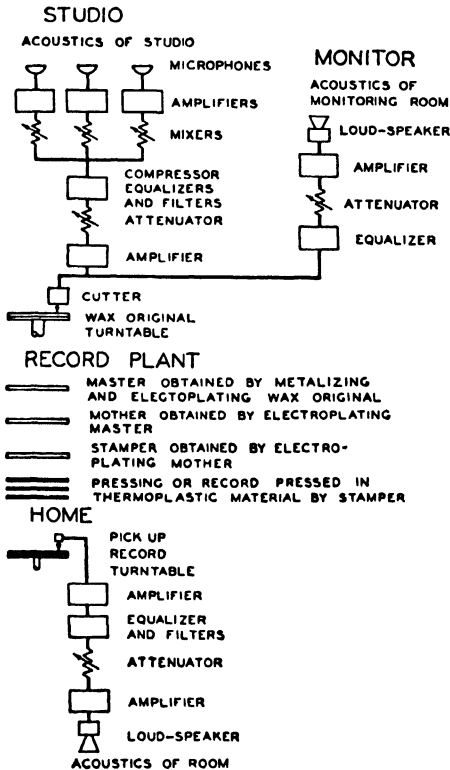 STUDIO
ACOUSTICS OF STUDIO
MICROPHONES
AMPLIFIERS
MIXERS
COMPRESSOR
EQUALIZERS
AND FILTERS
ATTENUATOR
AMPLIFIER
CUTTER
WAX ORIGINAL
TURNTABLE
MONITOR
ACOUSTICS OF
MONITORING ROOM
LOUD-SPEAKER
AMPLIFIER
ATTENUATOR
EQUALIZER
RECORD PLANT
MASTER OBTAINED BY METALIZING
AND ELECTOPLATING WAX ORIGINAL
MOTHER OBTAINED BY ELECTROPLATING
MASTER
STAMPER OBTAINED BY ELECTRO-
PLATING MOTHER
PRESSING OR RECORD PRESSED IN
THERMOPLASTIC MATERIAL BY STAMPER
HOME
PICK UP
RECORD
TURNTABLE
AMPLIFIER
EQUALIZER
AND FILTERS
ATTENUATOR
AMPLIFIER
LOUD-SPEAKER
ACOUSTICS OF ROOM